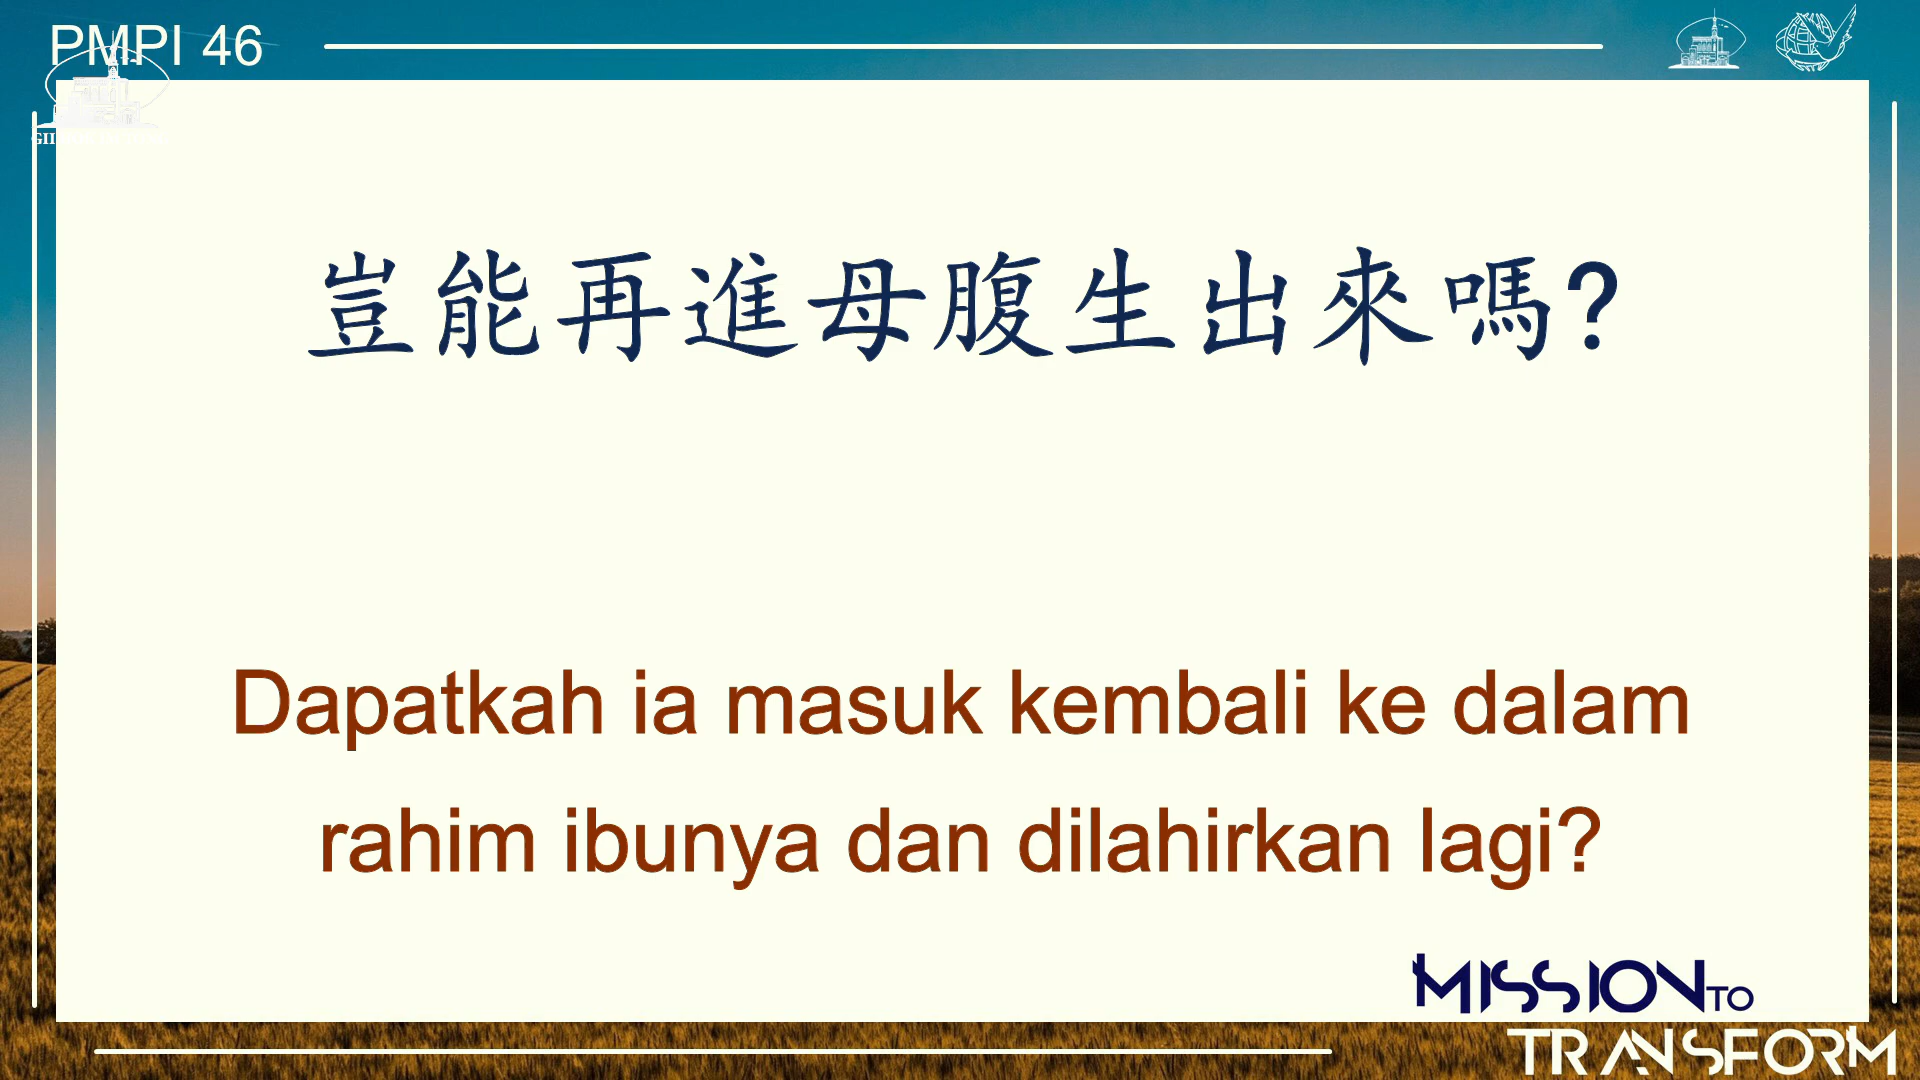 PMPI 46
豈能再進母腹生出來嗎?
Dapatkah ia masuk kembali ke dalam
rahim ibunya dan dilahirkan lagi?
MISSION TO
TRANSFORM